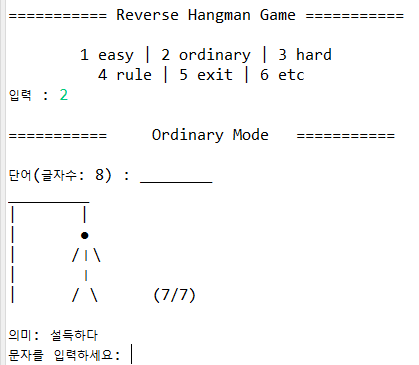 =========== Reverse Hangman Game ===========
1 easy | 2 ordinary | 3 hard
4 rule | 5 exit | 6 etc
입력 : 2
===========     Ordinary Mode   ===========
단어(글자수: 8) : ________
_________
|       |
|       ●
|      /|\
|       |
|      / \      (7/7)
의미: 설득하다
문자를 입력하세요: